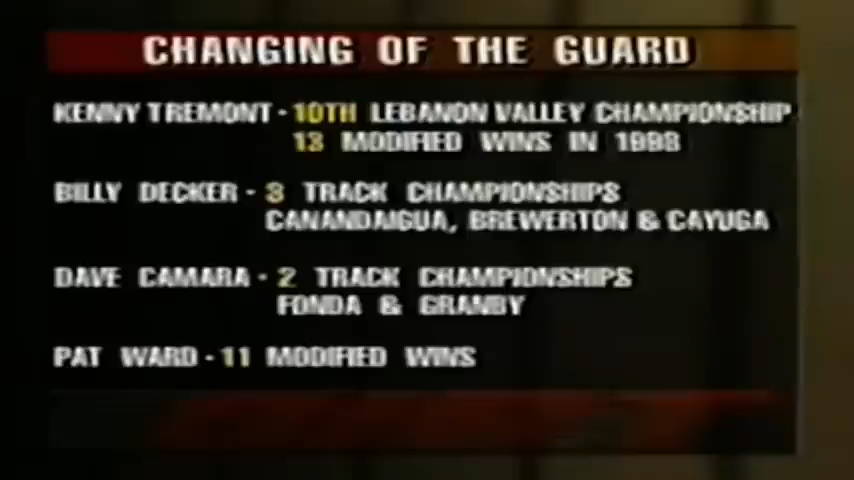 CHANGING OF THE GUARD
KENNY TREMONT - 10TH LEBANON VALLEY CHAMPIONSHIP
13 MODIFIED WINS IN 1998
BILLY DECKER - 3 TRACK CHAMPIONSHIPS
CANANDAIGUA, BREWERTON & CAYUGA
DAVE CAMARA - 2 TRACK CHAMPIONSHIPS
FONDA & GRANBY
PAT WARD - 11 MODIFIED WINS